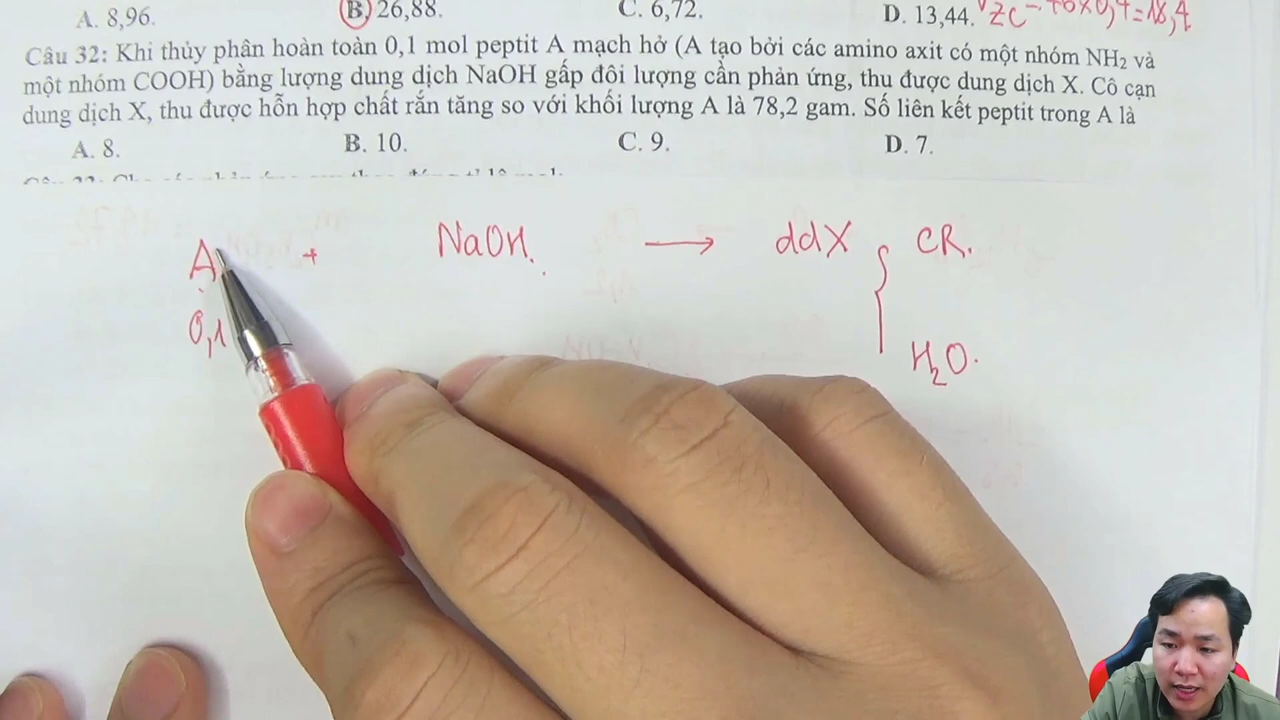 A. 8,96. B. 26,88. C. 6,72. D. 13,44.
Câu 32: Khi thủy phân hoàn toàn 0,1 mol peptit A mạch hở (A tạo bởi các amino axit có một nhóm NH₂ và
một nhóm COOH) bằng lượng dung dịch NaOH gấp đôi lượng cần phản ứng, thu được dung dịch X. Cô cạn
dung dịch X, thu được hỗn hợp chất rắn tăng so với khối lượng A là 78,2 gam. Số liên kết peptit trong A là
A. 8. B. 10. C. 9. D. 7.
A + NaOH. → ddX { CR.
0,1
H₂O.